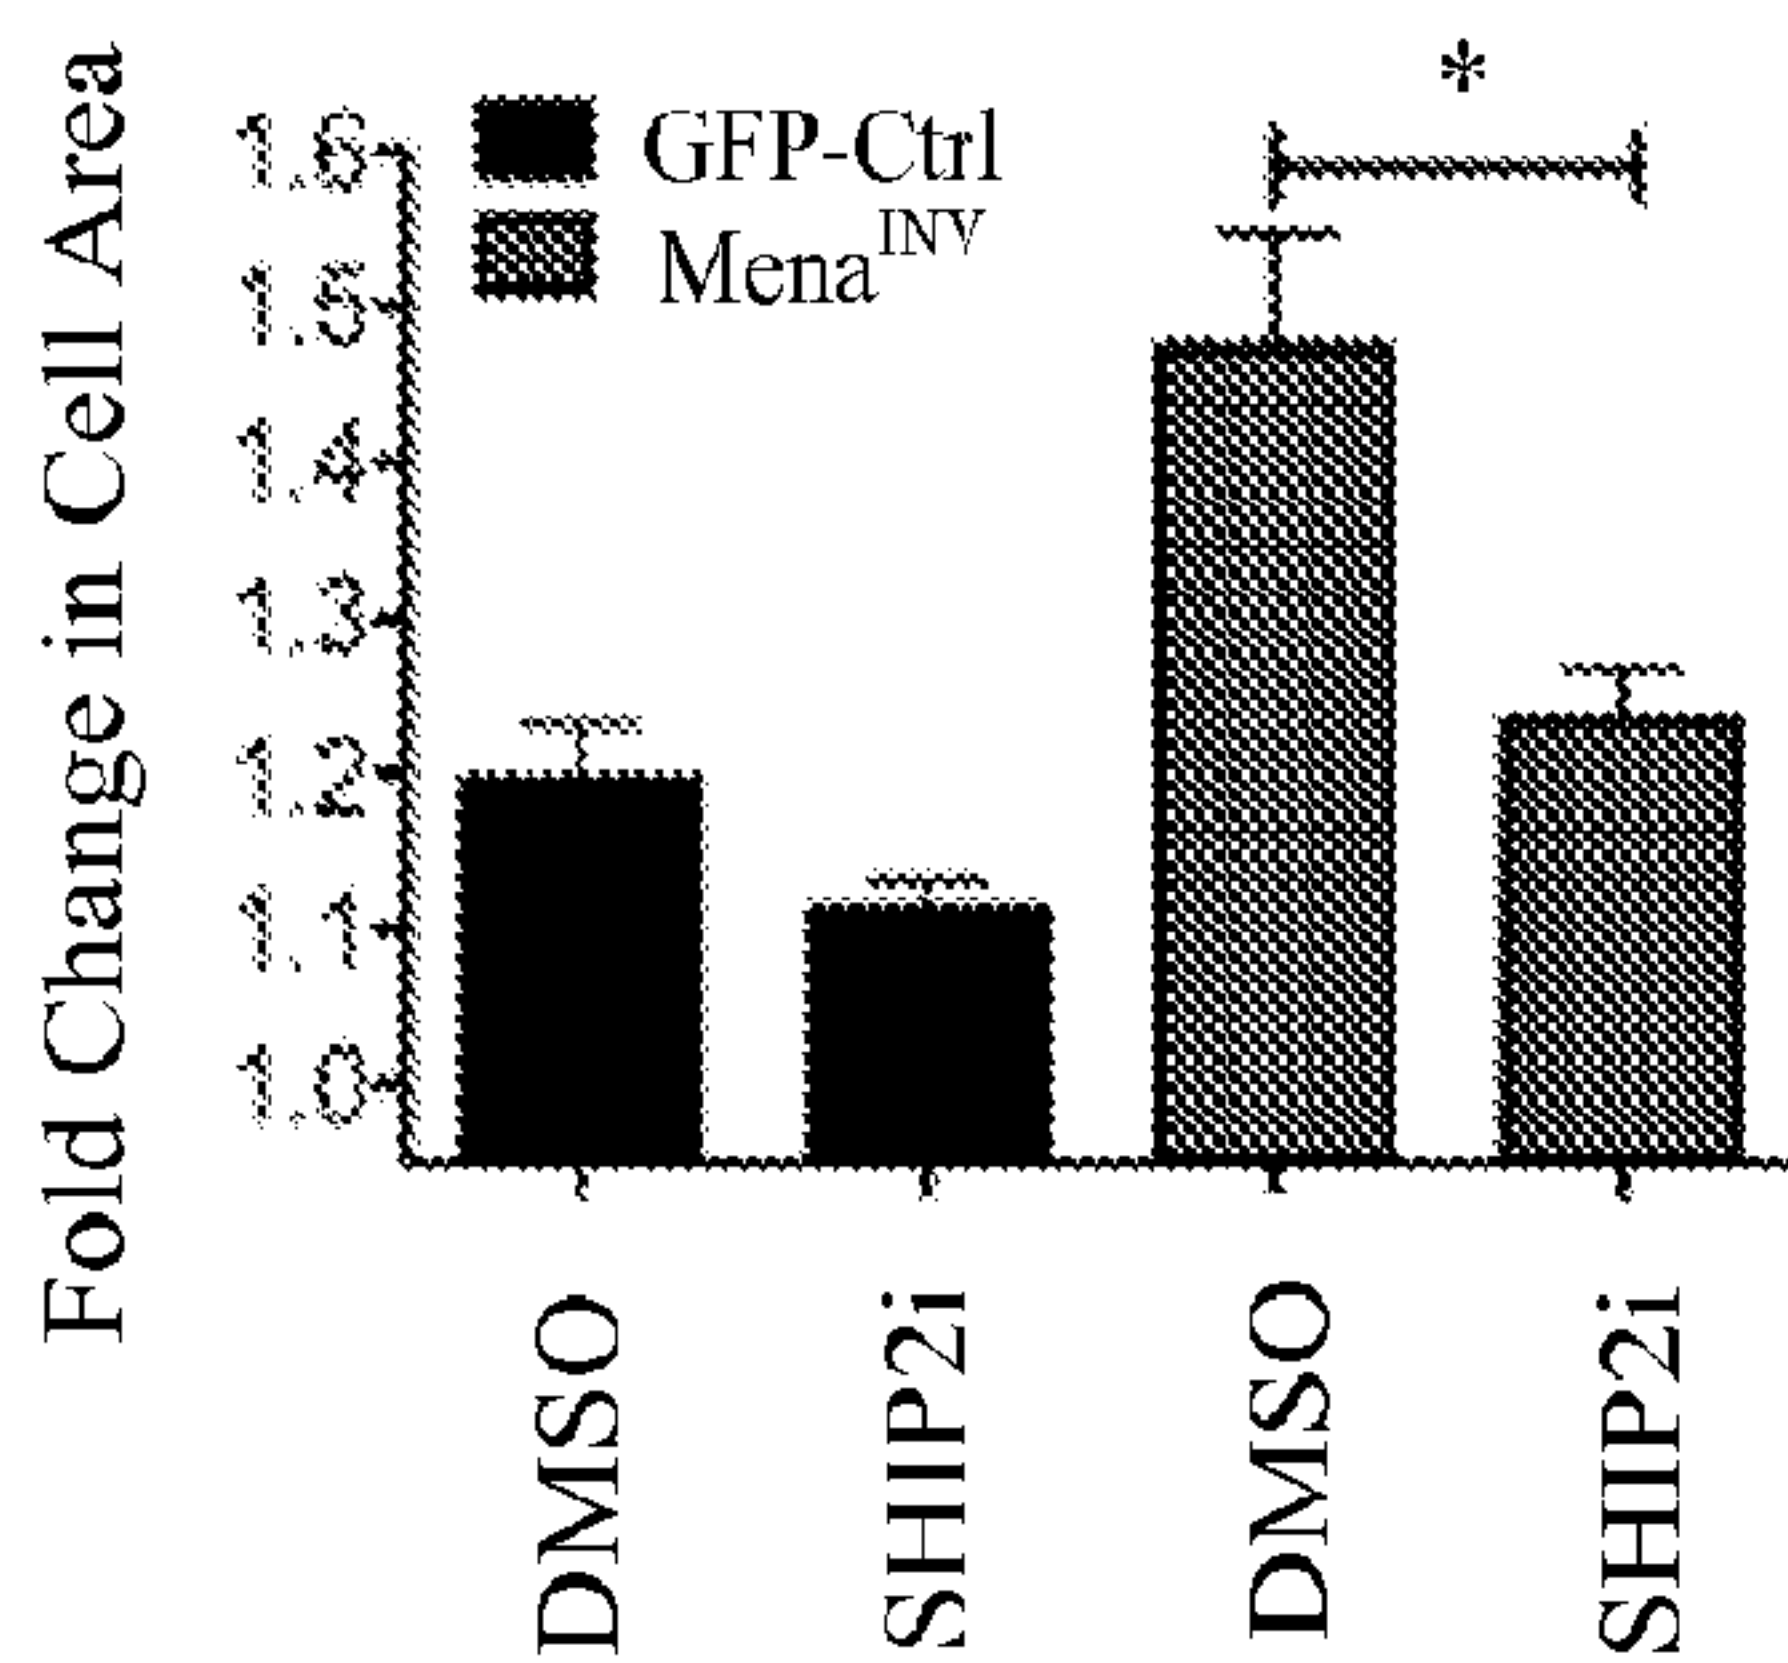 Fold Change in Cell Area
1.6
1.5
1.4
1.3
1.2
1.1
1.0
GFP-Ctrl
Mena^INV
*
DMSO
SHIP2i
DMSO
SHIP2i